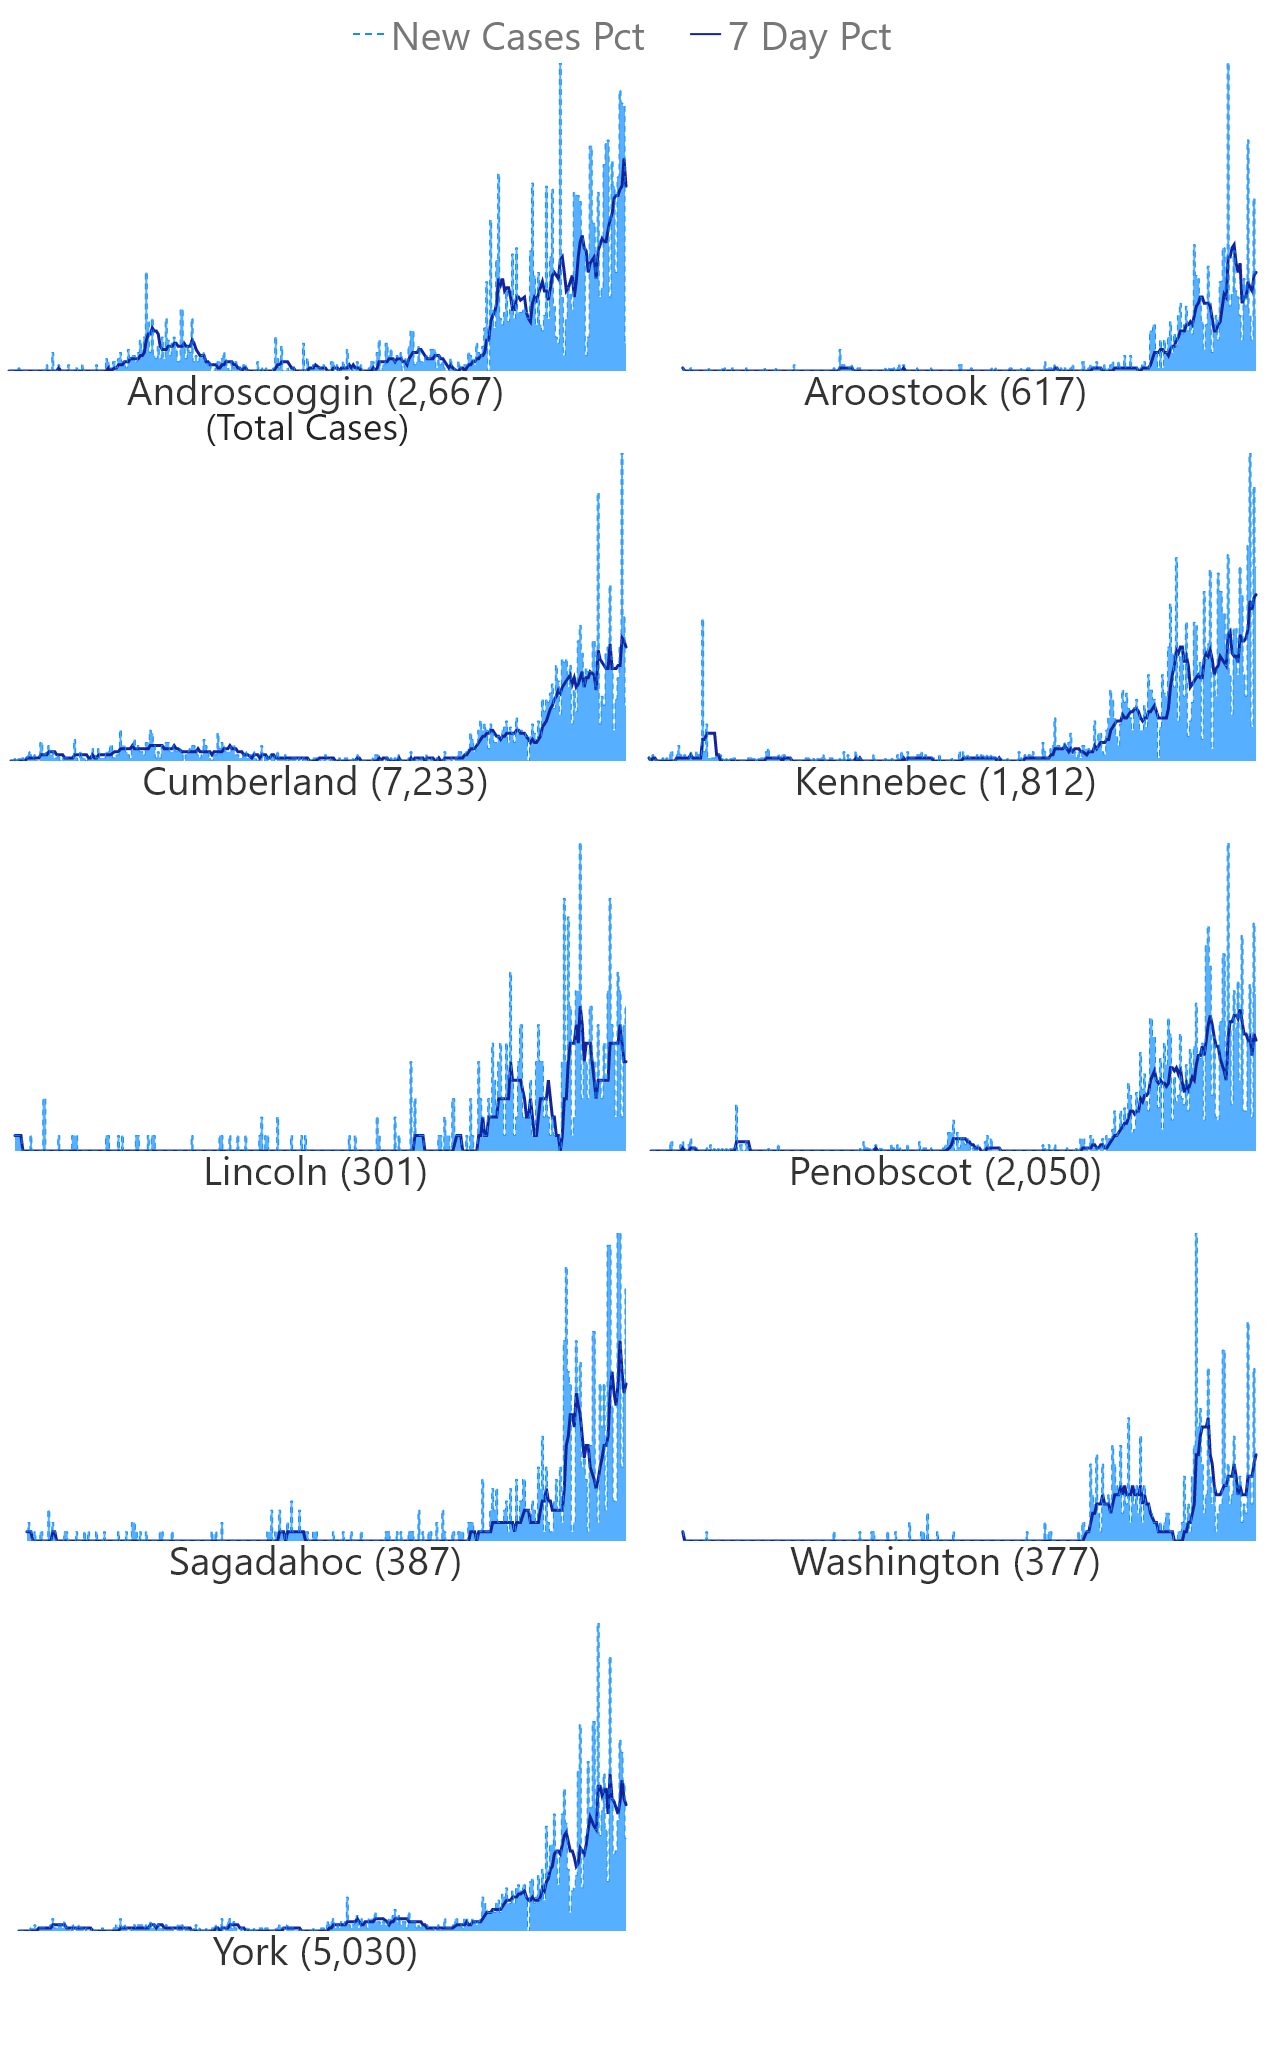 New Cases Pct 7 Day Pct
Androscoggin (2,667) Aroostook (617)
(Total Cases)
Cumberland (7,233) Kennebec (1,812)
Lincoln (301) Penobscot (2,050)
Sagadahoc (387) Washington (377)
York (5,030)